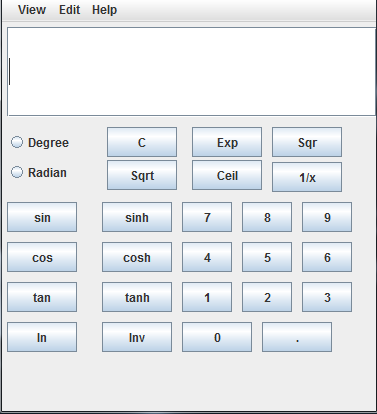 View Edit Help
Degree C Exp Sqr
Radian Sqrt Ceil 1/x
sin sinh 7 8 9
cos cosh 4 5 6
tan tanh 1 2 3
ln Inv 0 .